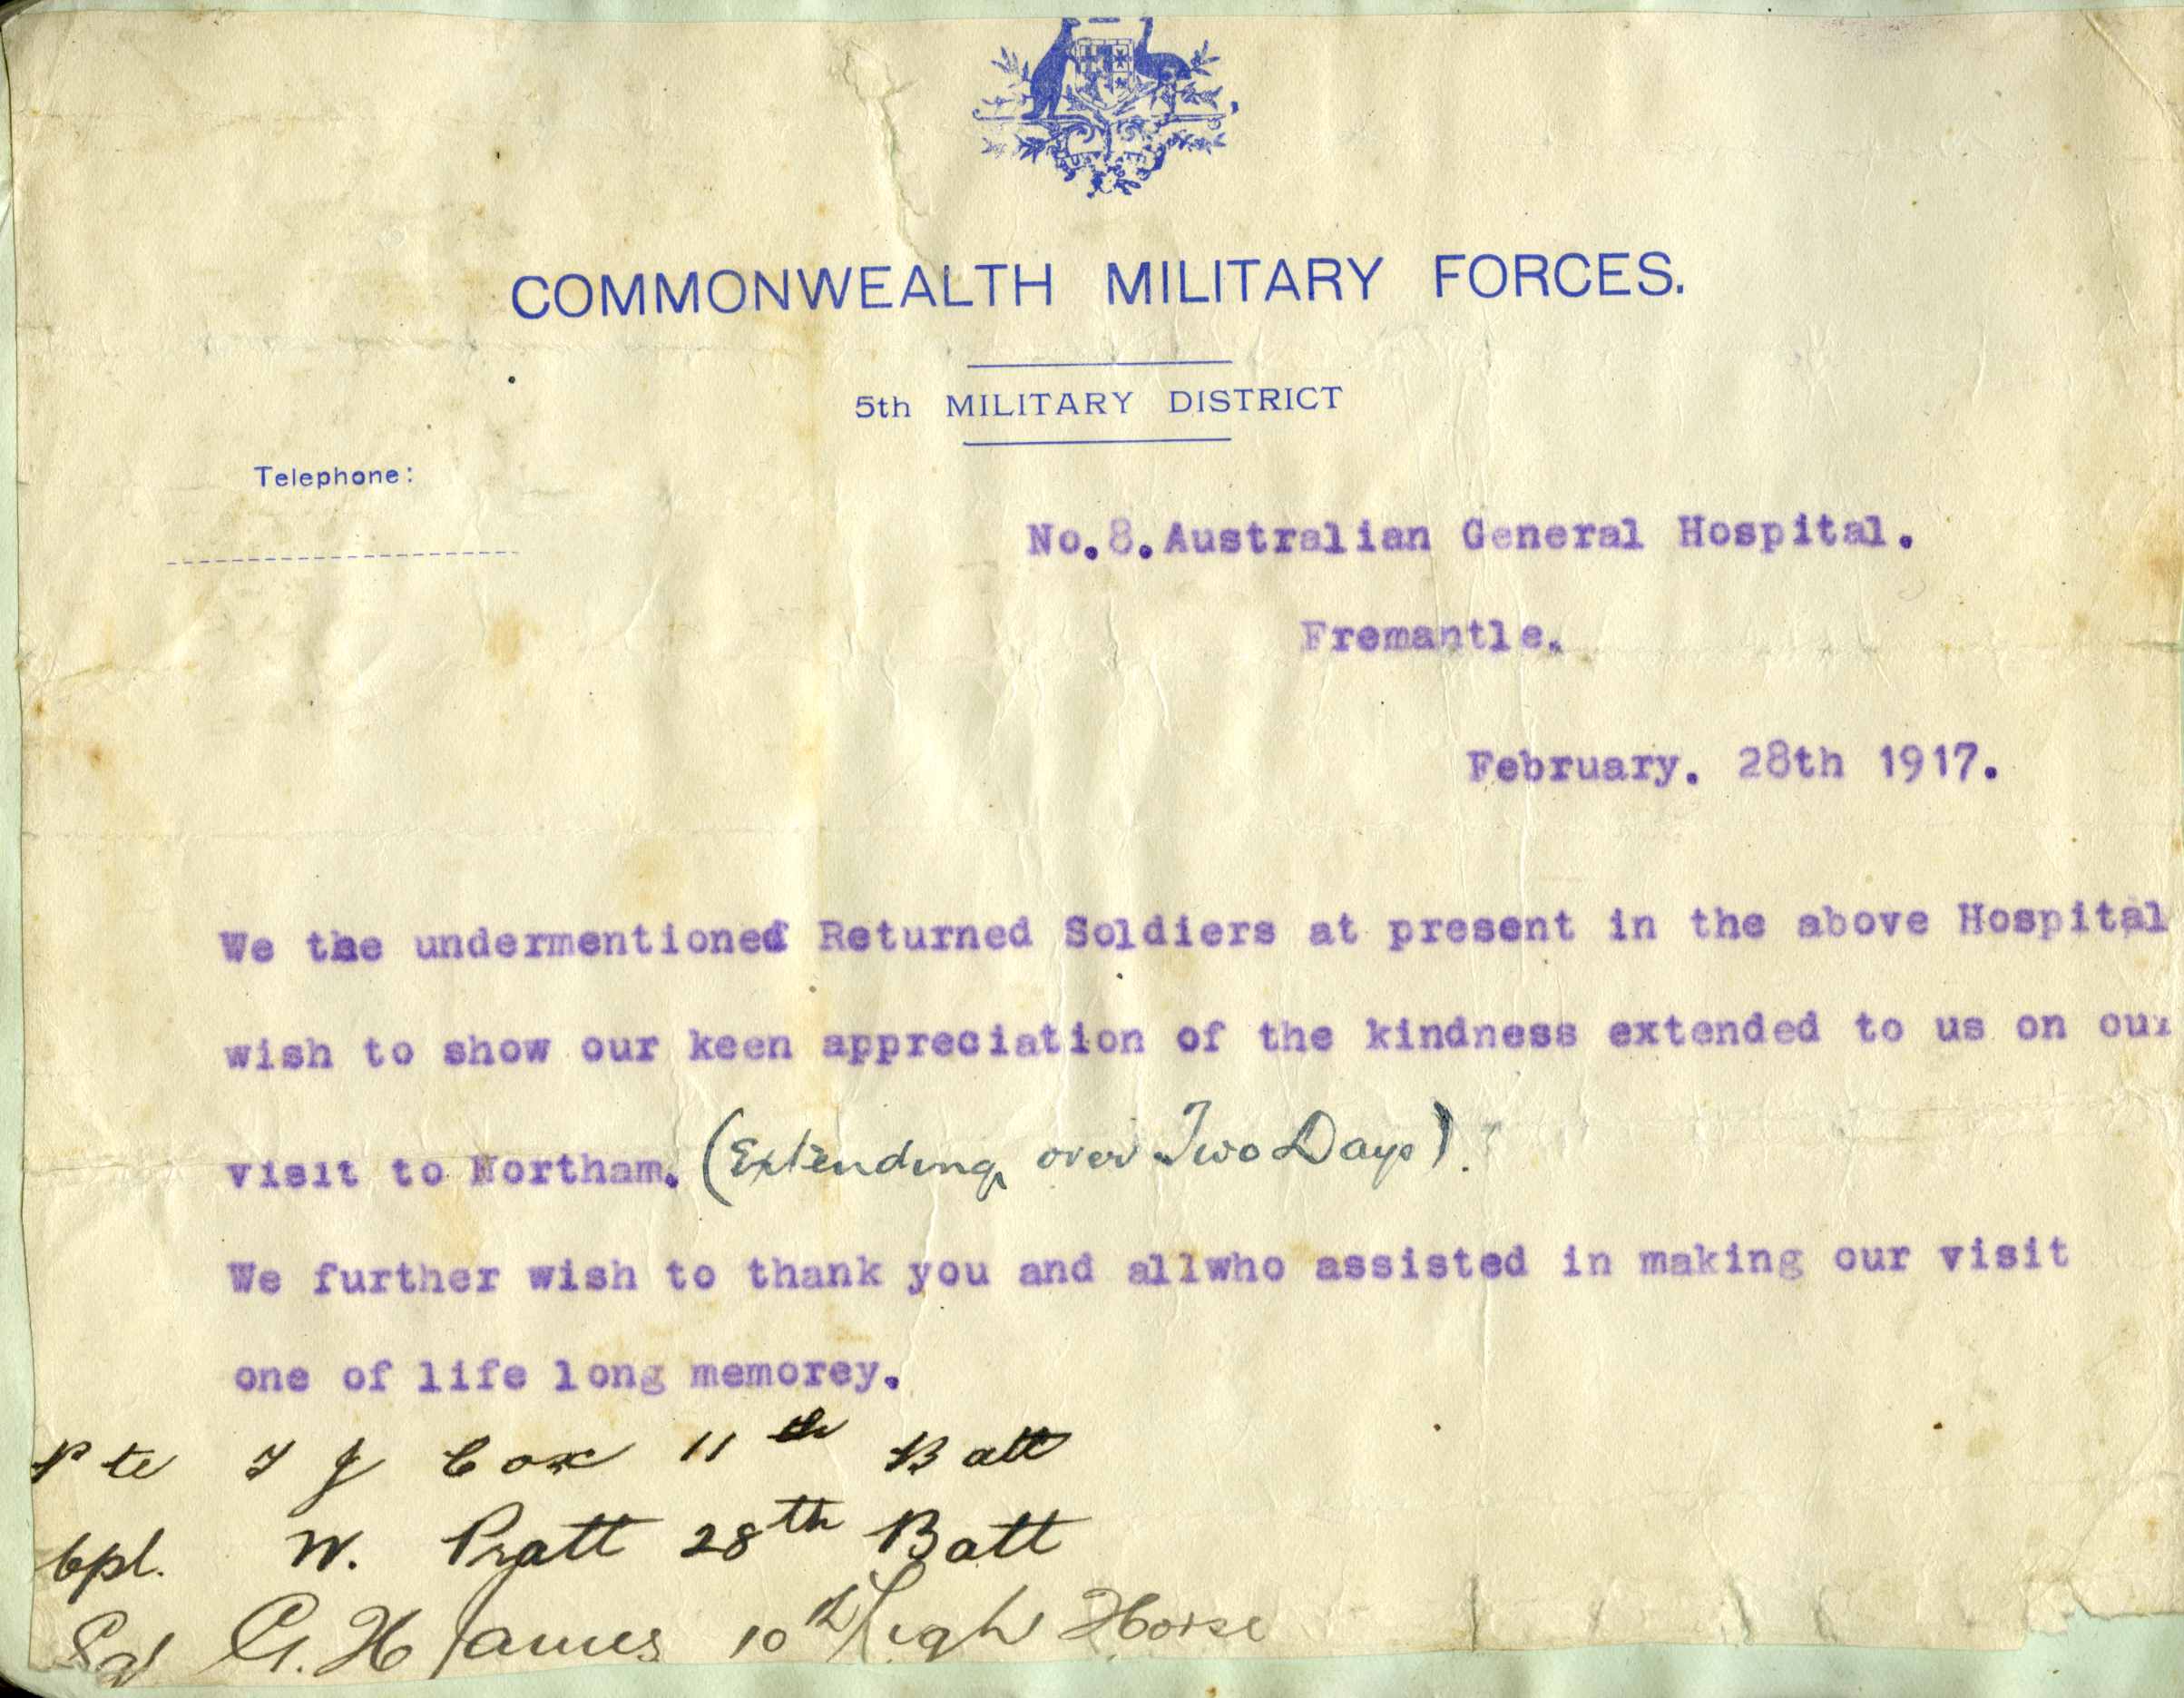 COMMONWEALTH MILITARY FORCES.
5th MILITARY DISTRICT
Telephone:
No.8.Australian General Hospital.
Fremantle.
February. 28th 1917.
We the undermentioned Returned Soldiers at present in the above Hospital
wish to show our keen appreciation of the kindness extended to us on our
visit to Northam. (Extending over Two Days).
We further wish to thank you and allwho assisted in making our visit
one of life long memorey.
Pte J Cox 11th Batt
Cpl. W. Pratt 28th Batt
Sgt G. H James 10th Light Horse